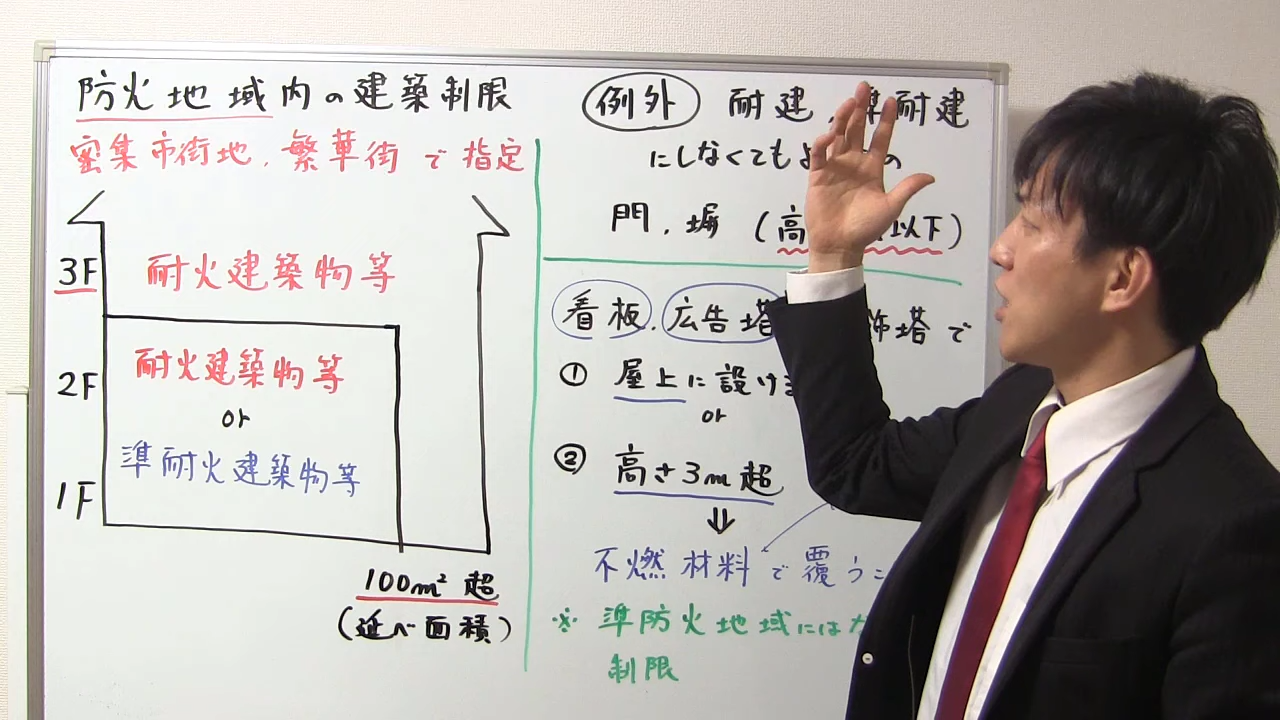 防火地域内の建築制限
密集市街地、繁華街で指定
3F 耐火建築物等
2F 耐火建築物等
or
準耐火建築物等
1F
100m²超
(延べ面積)
例外 耐建、準耐建
にしなくてもよ の
門、塀 (高 以下)
看板、広告塔 飾塔で
① 屋上に設け
or
② 高さ3m超
⇓
不燃材料で覆うこ
※ 準防火地域には
制限